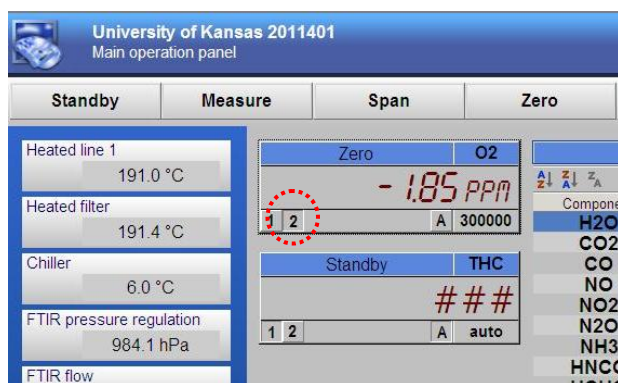 University of Kansas 2011401
Main operation panel
Standby Measure Span Zero
Heated line 1
191.0 °C
Heated filter
191.4 °C
Chiller
6.0 °C
FTIR pressure regulation
984.1 hPa
FTIR flow
Zero O2
- 1.85 PPM
1 2 A 300000
Standby THC
###
1 2 A auto
Compone
H2O
CO2
CO
NO
NO2
N2O
NH3
HNCO